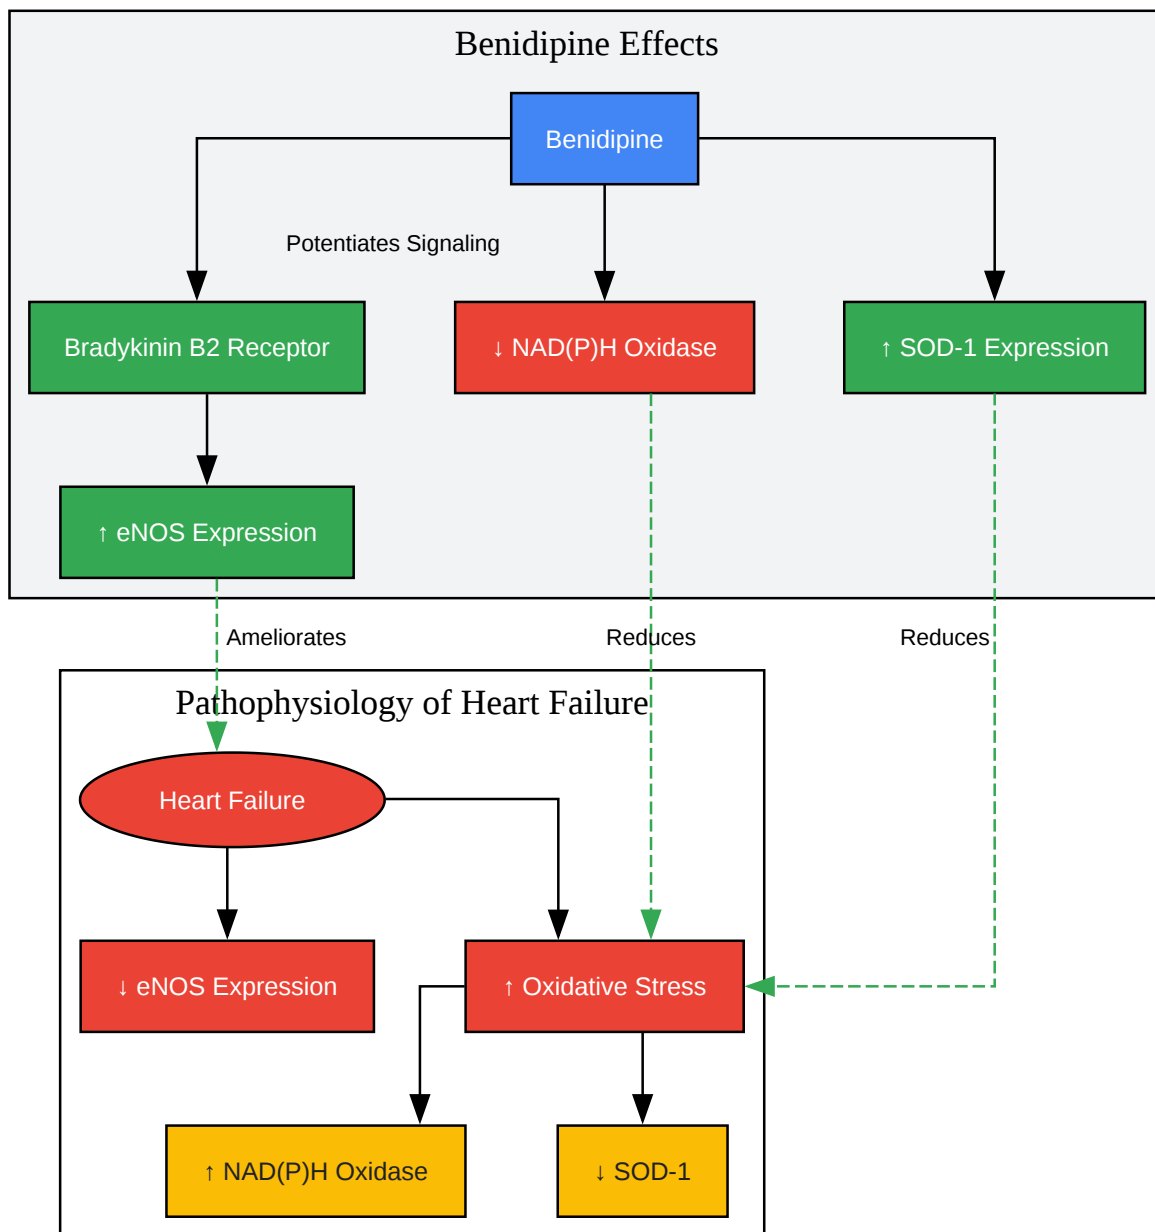 Benidipine Effects
Benidipine
Potentiates Signaling
Bradykinin B2 Receptor
↓ NAD(P)H Oxidase
↑ SOD-1 Expression
↑ eNOS Expression
Ameliorates
Reduces
Reduces
Pathophysiology of Heart Failure
Heart Failure
↓ eNOS Expression
↑ Oxidative Stress
↑ NAD(P)H Oxidase
↓ SOD-1